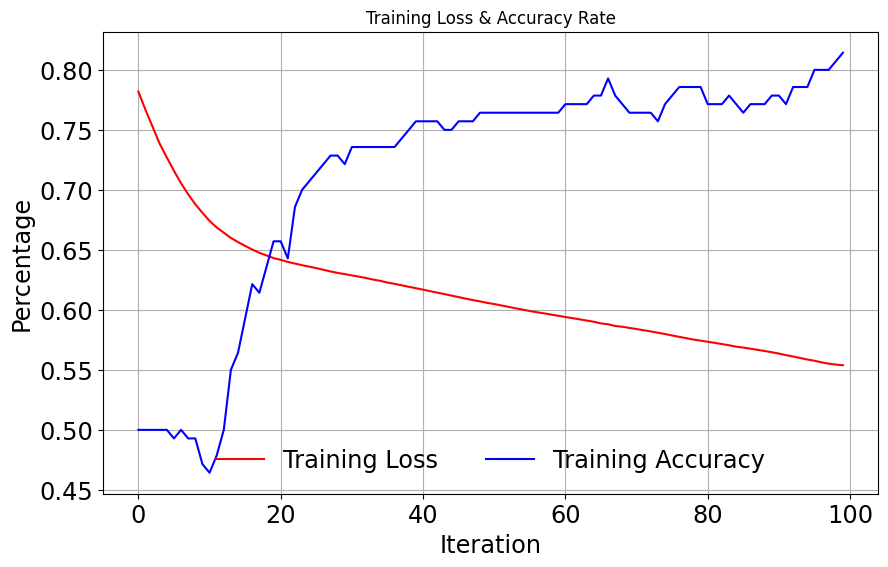 Training Loss & Accuracy Rate
0.80
0.75
0.70
0.65
0.60
0.55
0.50
0.45
Percentage
Training Loss
Training Accuracy
0
20
40
60
80
100
Iteration